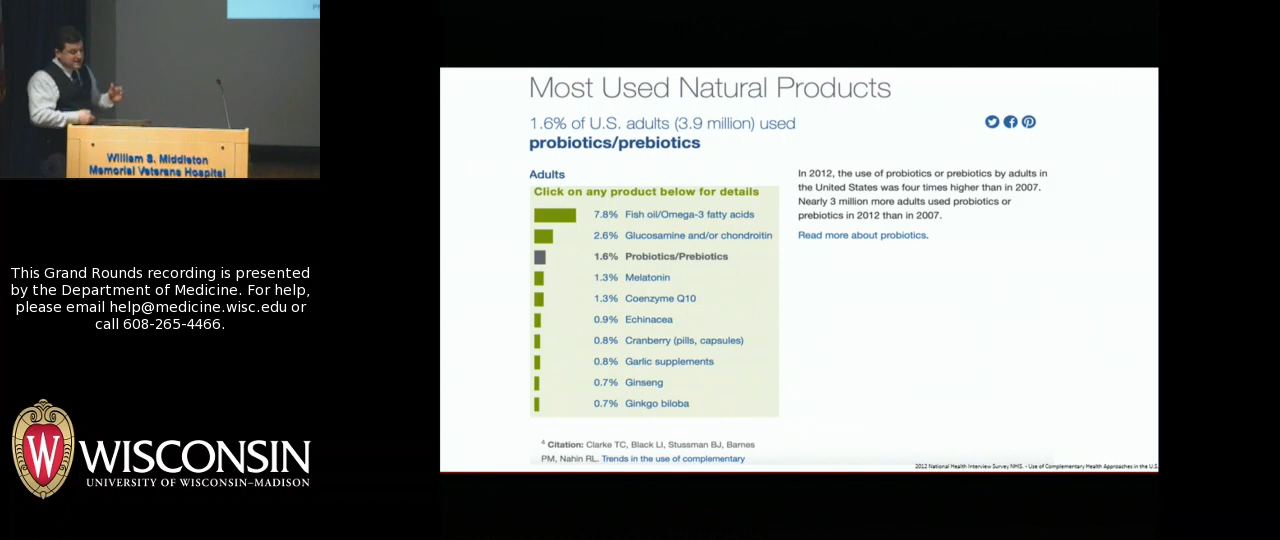 William S. Middleton
Memorial Veterans Hospital
This Grand Rounds recording is presented
by the Department of Medicine. For help,
please email help@medicine.wisc.edu or
call 608-265-4466.
W
WISCONSIN
UNIVERSITY OF WISCONSIN–MADISON
Most Used Natural Products
1.6% of U.S. adults (3.9 million) used
probiotics/prebiotics
Adults
Click on any product below for details
7.8% Fish oil/Omega-3 fatty acids
2.6% Glucosamine and/or chondroitin
1.6% Probiotics/Prebiotics
1.3% Melatonin
1.3% Coenzyme Q10
0.9% Echinacea
0.8% Cranberry (pills, capsules)
0.8% Garlic supplements
0.7% Ginseng
0.7% Ginkgo biloba
In 2012, the use of probiotics or prebiotics by adults in
the United States was four times higher than in 2007.
Nearly 3 million more adults used probiotics or
prebiotics in 2012 than in 2007.
Read more about probiotics.
4 Citation: Clarke TC, Black LI, Stussman BJ, Barnes
PM, Nahin RL. Trends in the use of complementary
2012 National Health Interview Survey NHIS. - Use of Complementary Health Approaches in the U.S.